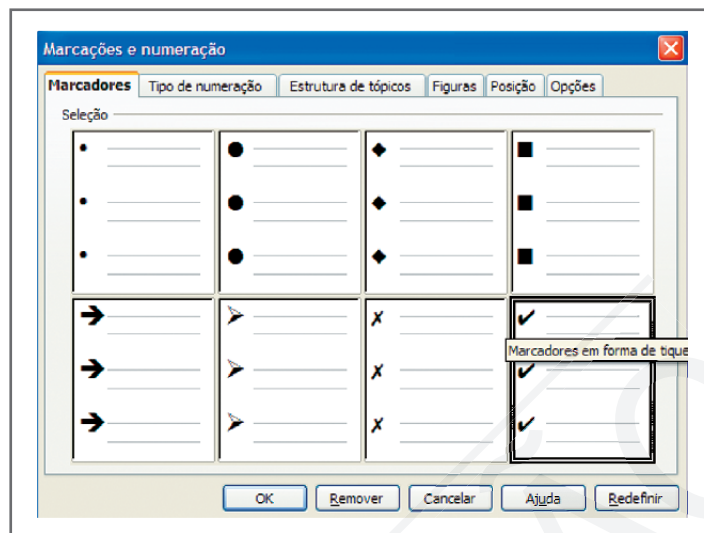 Marcações e numeração
Marcadores Tipo de numeração Estrutura de tópicos Figuras Posição Opções
Seleção
Marcadores em forma de tique
OK Remover Cancelar Ajuda Redefinir